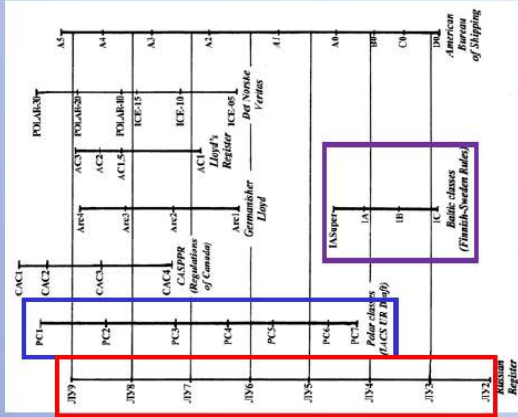 A5
A4
A3
A2
A1
A0
B0
C0
D0
American
Bureau
of Shipping
POLAR-30
POLAR-20
POLAR-10
ICE-15
ICE-10
ICE-05
Det Norske
Veritas
AC3
AC2
AC1.5
AC1
Lloyd's
Register
Arc4
Arc3
Arc2
Arc1
Germanisher
Lloyd
IASuper
IA
IB
IC
Baltic classes
(Finnish-Sweden Rules)
CAC1
CAC2
CAC3
CAC4
CASPPR
(Regulations
of Canada)
PC1
PC2
PC3
PC4
PC5
PC6
PC7
Polar classes
(IACS UR Draft)
ЛУ9
ЛУ8
ЛУ7
ЛУ6
ЛУ5
ЛУ4
ЛУ3
ЛУ2
Russian
Register